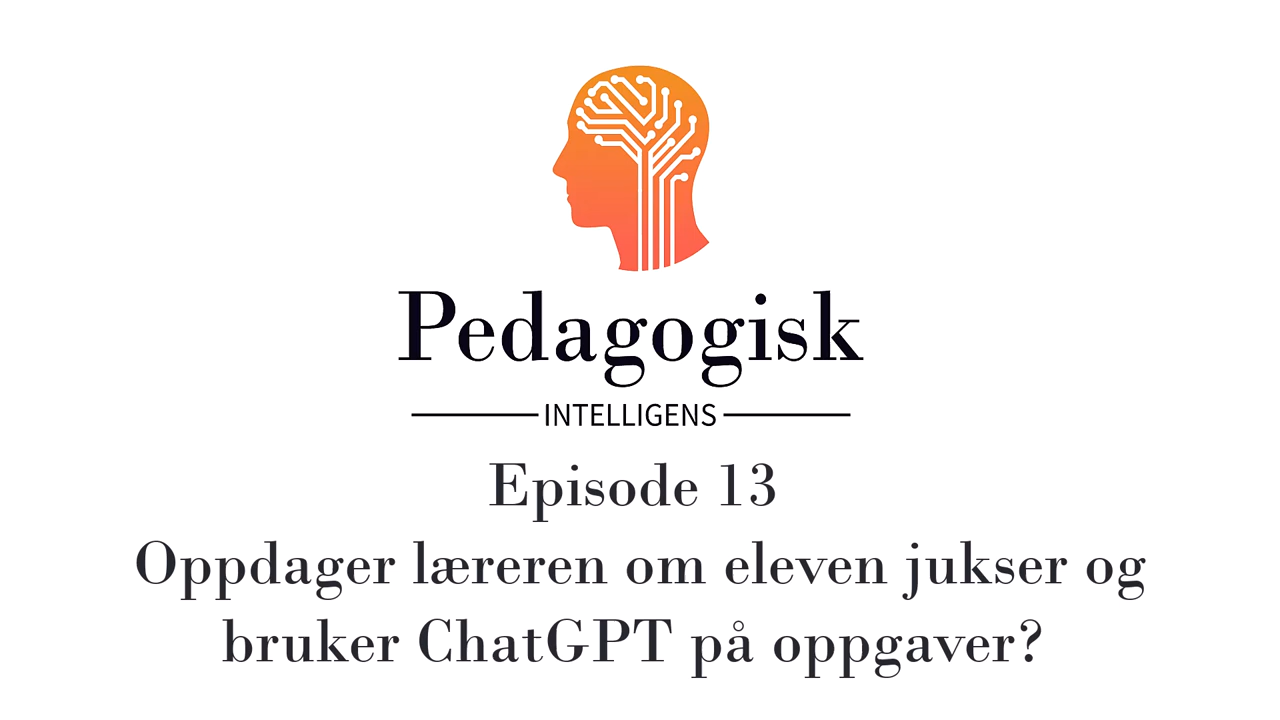 Pedagogisk
INTELLIGENS
Episode 13
Oppdager læreren om eleven jukser og
bruker ChatGPT på oppgaver?